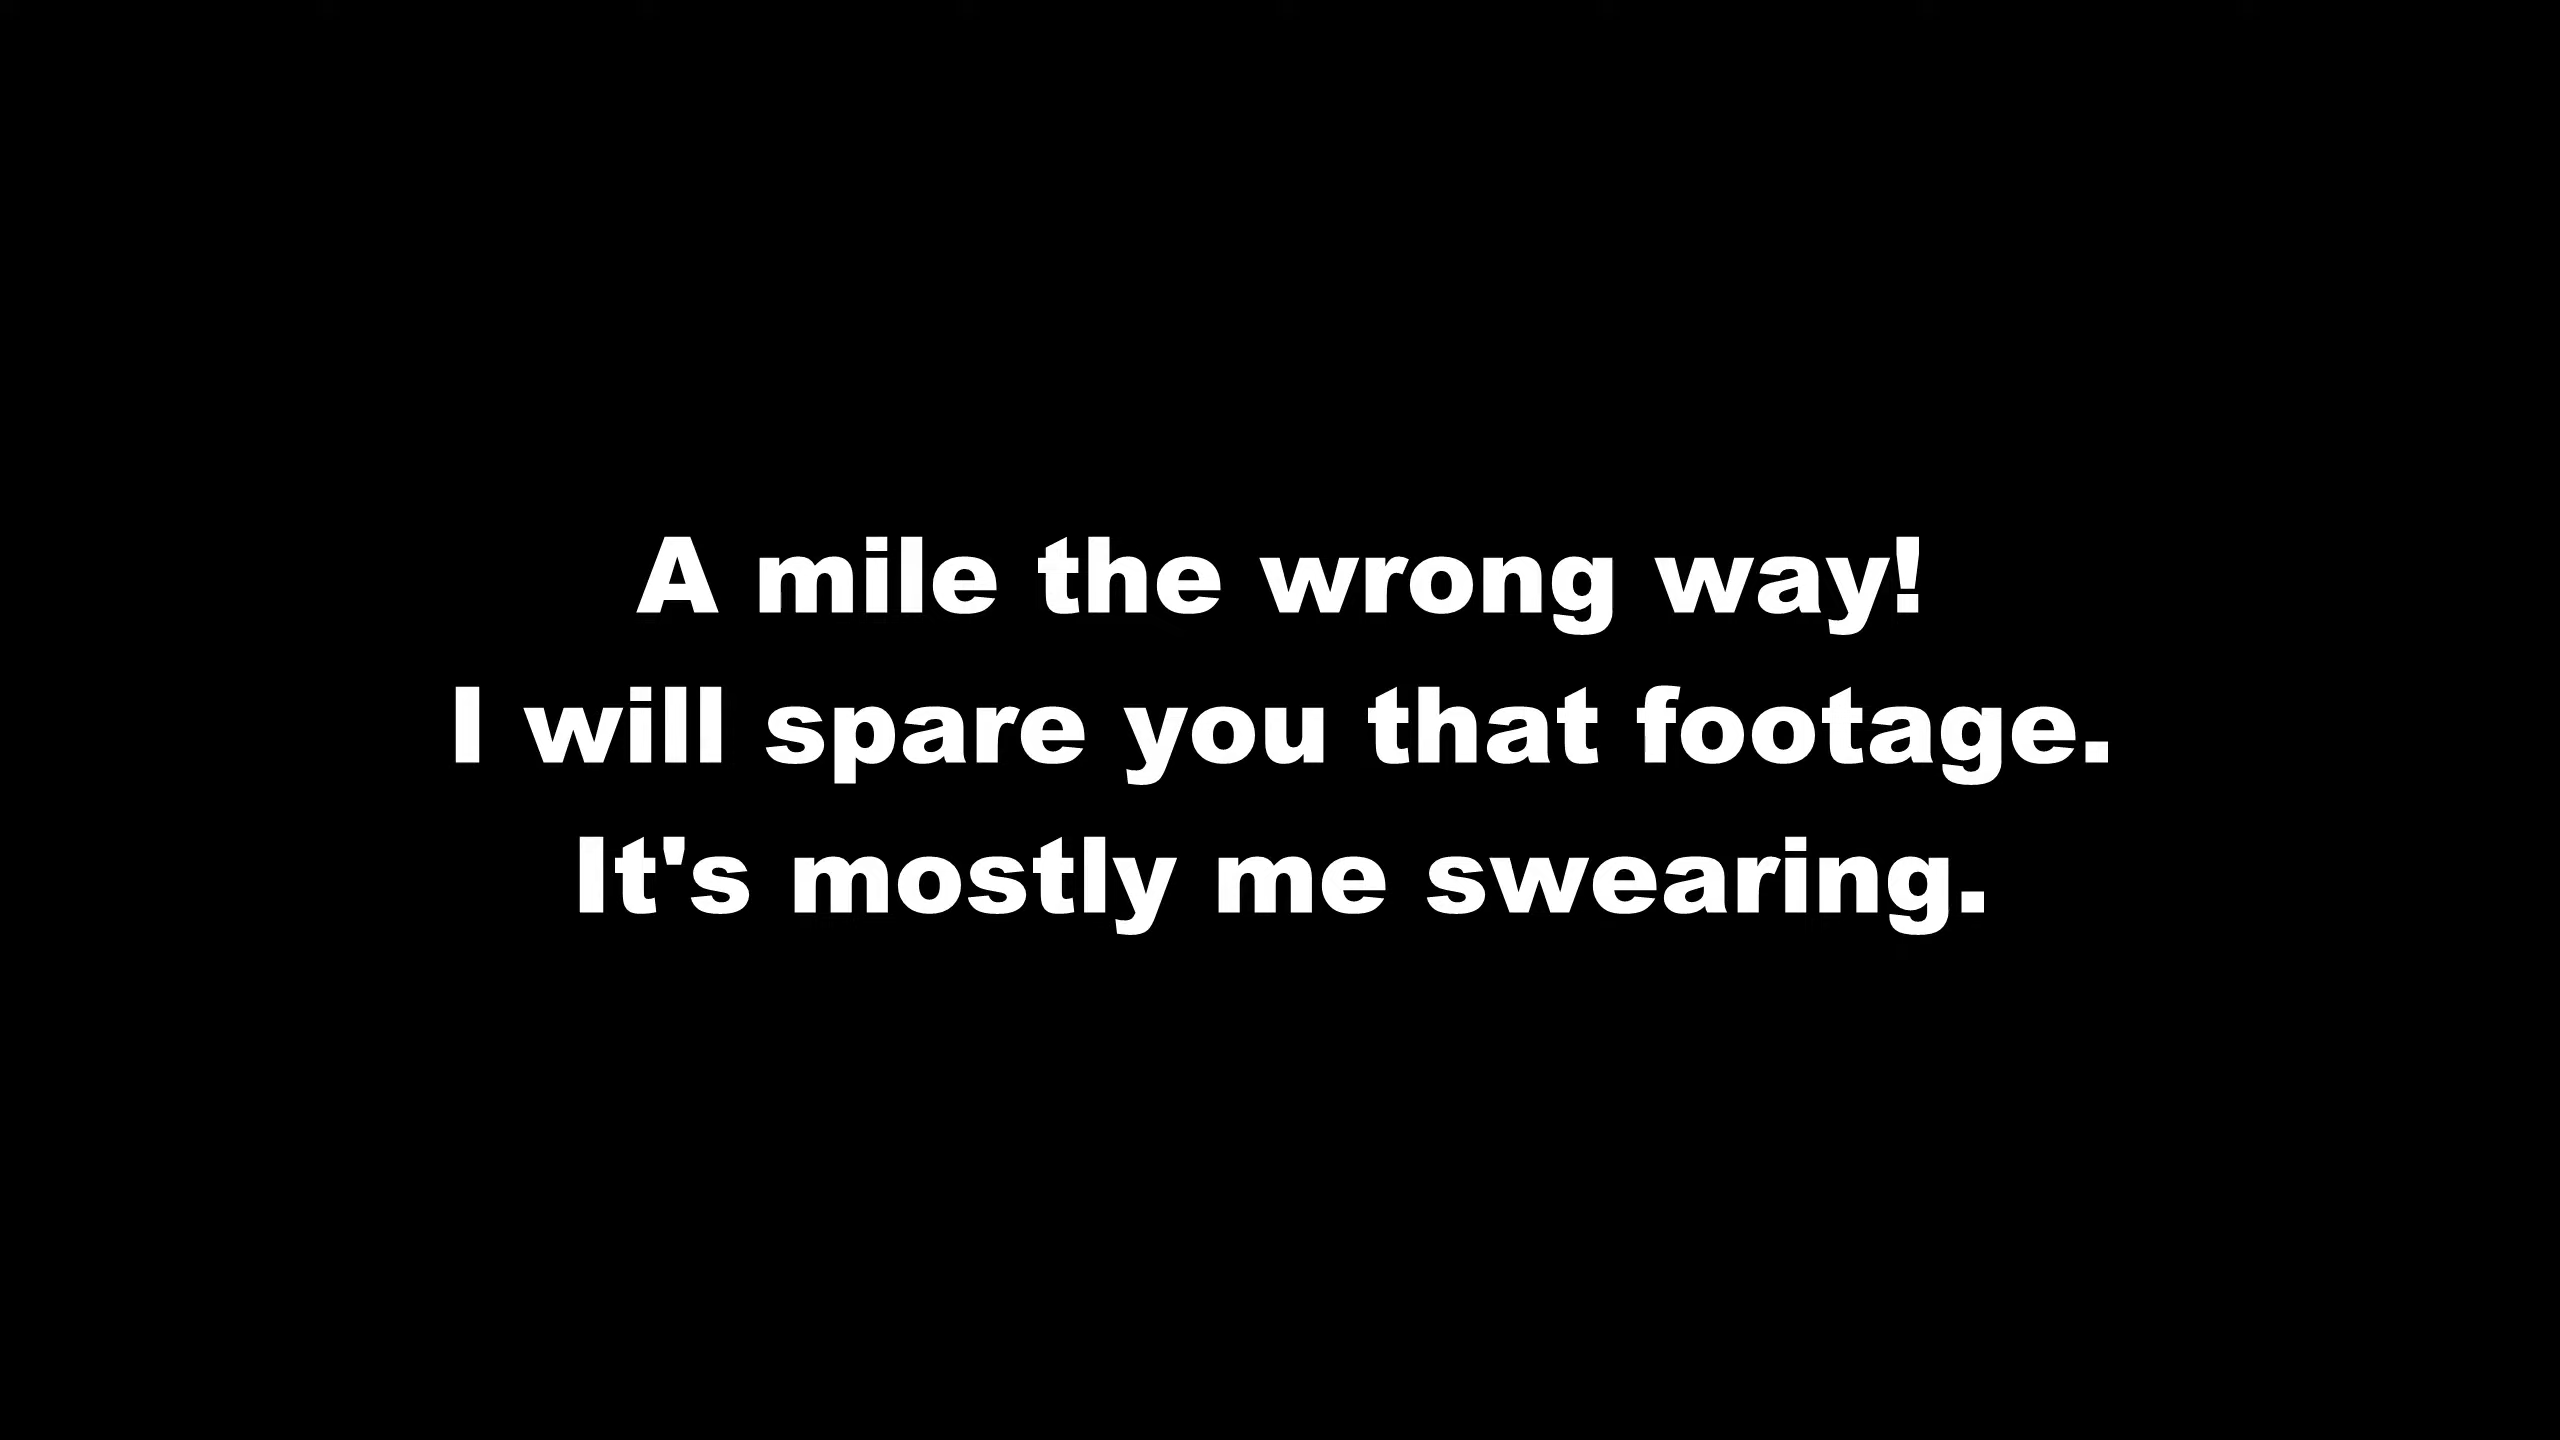 A mile the wrong way!
I will spare you that footage.
It's mostly me swearing.